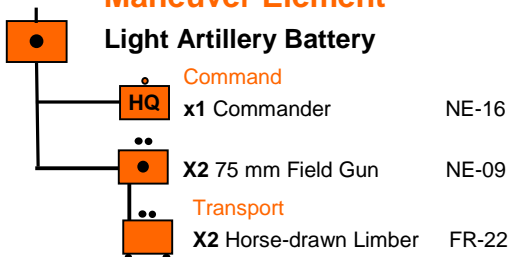 Maneuver Element
Light Artillery Battery
Command
HQ x1 Commander NE-16
X2 75 mm Field Gun NE-09
Transport
X2 Horse-drawn Limber FR-22